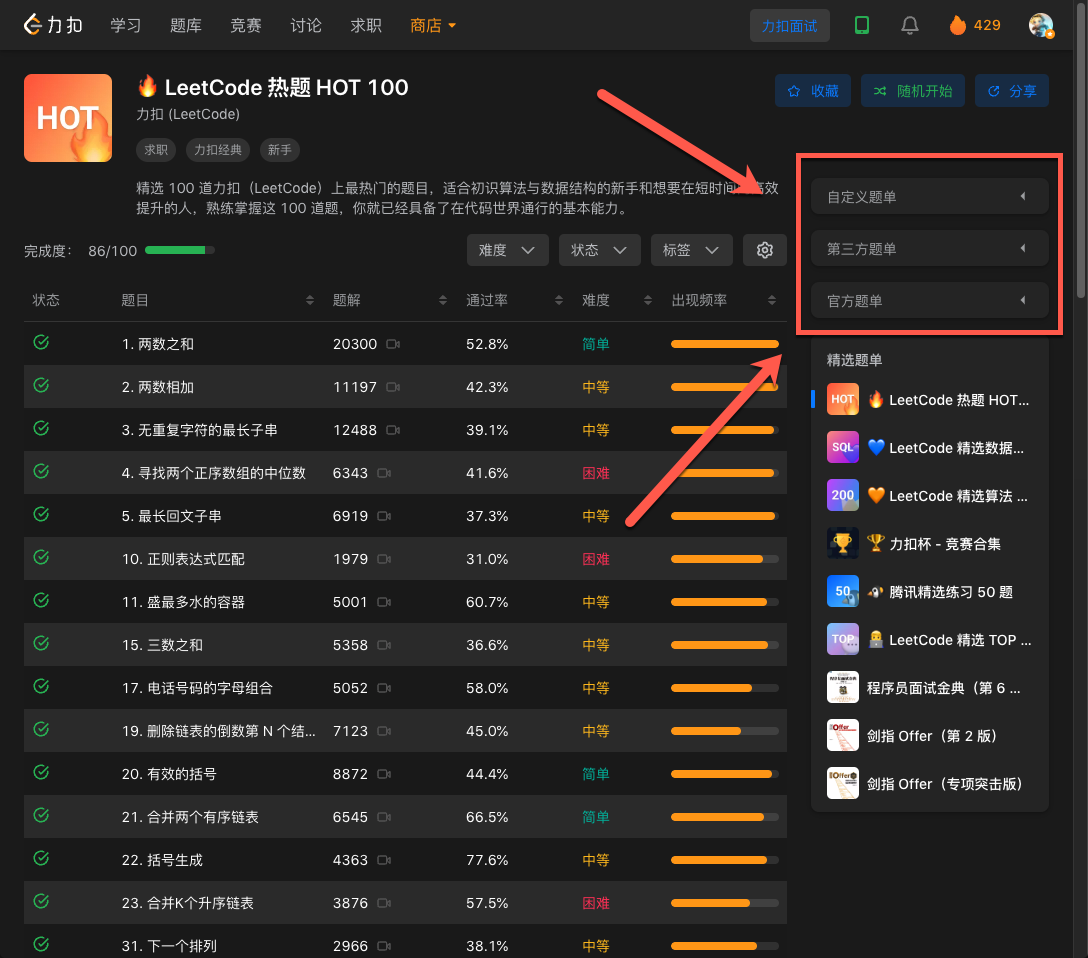 力扣 学习 题库 竞赛 讨论 求职 商店 力扣面试 429
HOT
🔥 LeetCode 热题 HOT 100
力扣 (LeetCode)
求职 力扣经典 新手
精选 100 道力扣（LeetCode）上最热门的题目，适合初识算法与数据结构的新手和想要在短时间 高效
提升的人，熟练掌握这 100 道题，你就已经具备了在代码世界通行的基本能力。
收藏 随机开始 分享
完成度： 86/100
难度 状态 标签
状态 题目 题解 通过率 难度 出现频率
1. 两数之和 20300 52.8% 简单
2. 两数相加 11197 42.3% 中等
3. 无重复字符的最长子串 12488 39.1% 中等
4. 寻找两个正序数组的中位数 6343 41.6% 困难
5. 最长回文子串 6919 37.3% 中等
10. 正则表达式匹配 1979 31.0% 困难
11. 盛最多水的容器 5001 60.7% 中等
15. 三数之和 5358 36.6% 中等
17. 电话号码的字母组合 5052 58.0% 中等
19. 删除链表的倒数第 N 个结... 7123 45.0% 中等
20. 有效的括号 8872 44.4% 简单
21. 合并两个有序链表 6545 66.5% 简单
22. 括号生成 4363 77.6% 中等
23. 合并K个升序链表 3876 57.5% 困难
31. 下一个排列 2966 38.1% 中等
自定义题单
第三方题单
官方题单
精选题单
HOT 🔥 LeetCode 热题 HOT...
SQL 💙 LeetCode 精选数据...
200 🧡 LeetCode 精选算法 ...
🏆 力扣杯 - 竞赛合集
50 🐧 腾讯精选练习 50 题
TOP 👨‍💻 LeetCode 精选 TOP ...
程序员面试金典（第 6 ...
剑指 Offer（第 2 版）
剑指 Offer（专项突击版）